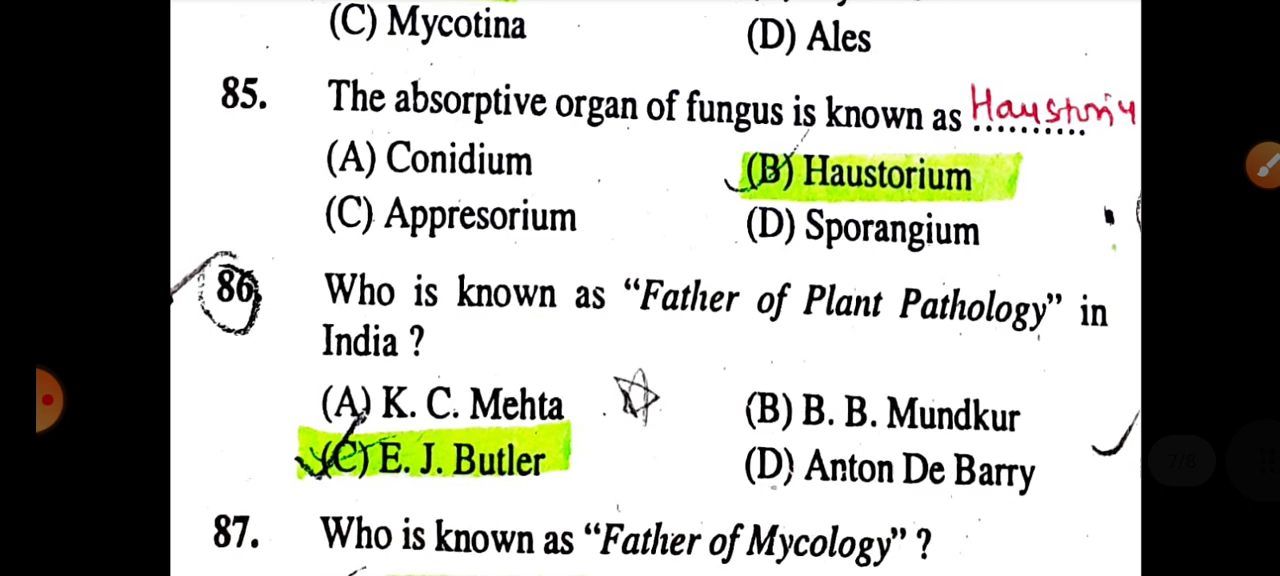 (C) Mycotina (D) Ales
85. The absorptive organ of fungus is known as ..........
(A) Conidium (B) Haustorium
(C) Appresorium (D) Sporangium
86. Who is known as “Father of Plant Pathology” in
India ?
(A) K. C. Mehta (B) B. B. Mundkur
(C) E. J. Butler (D) Anton De Barry
7/8
87. Who is known as “Father of Mycology” ?